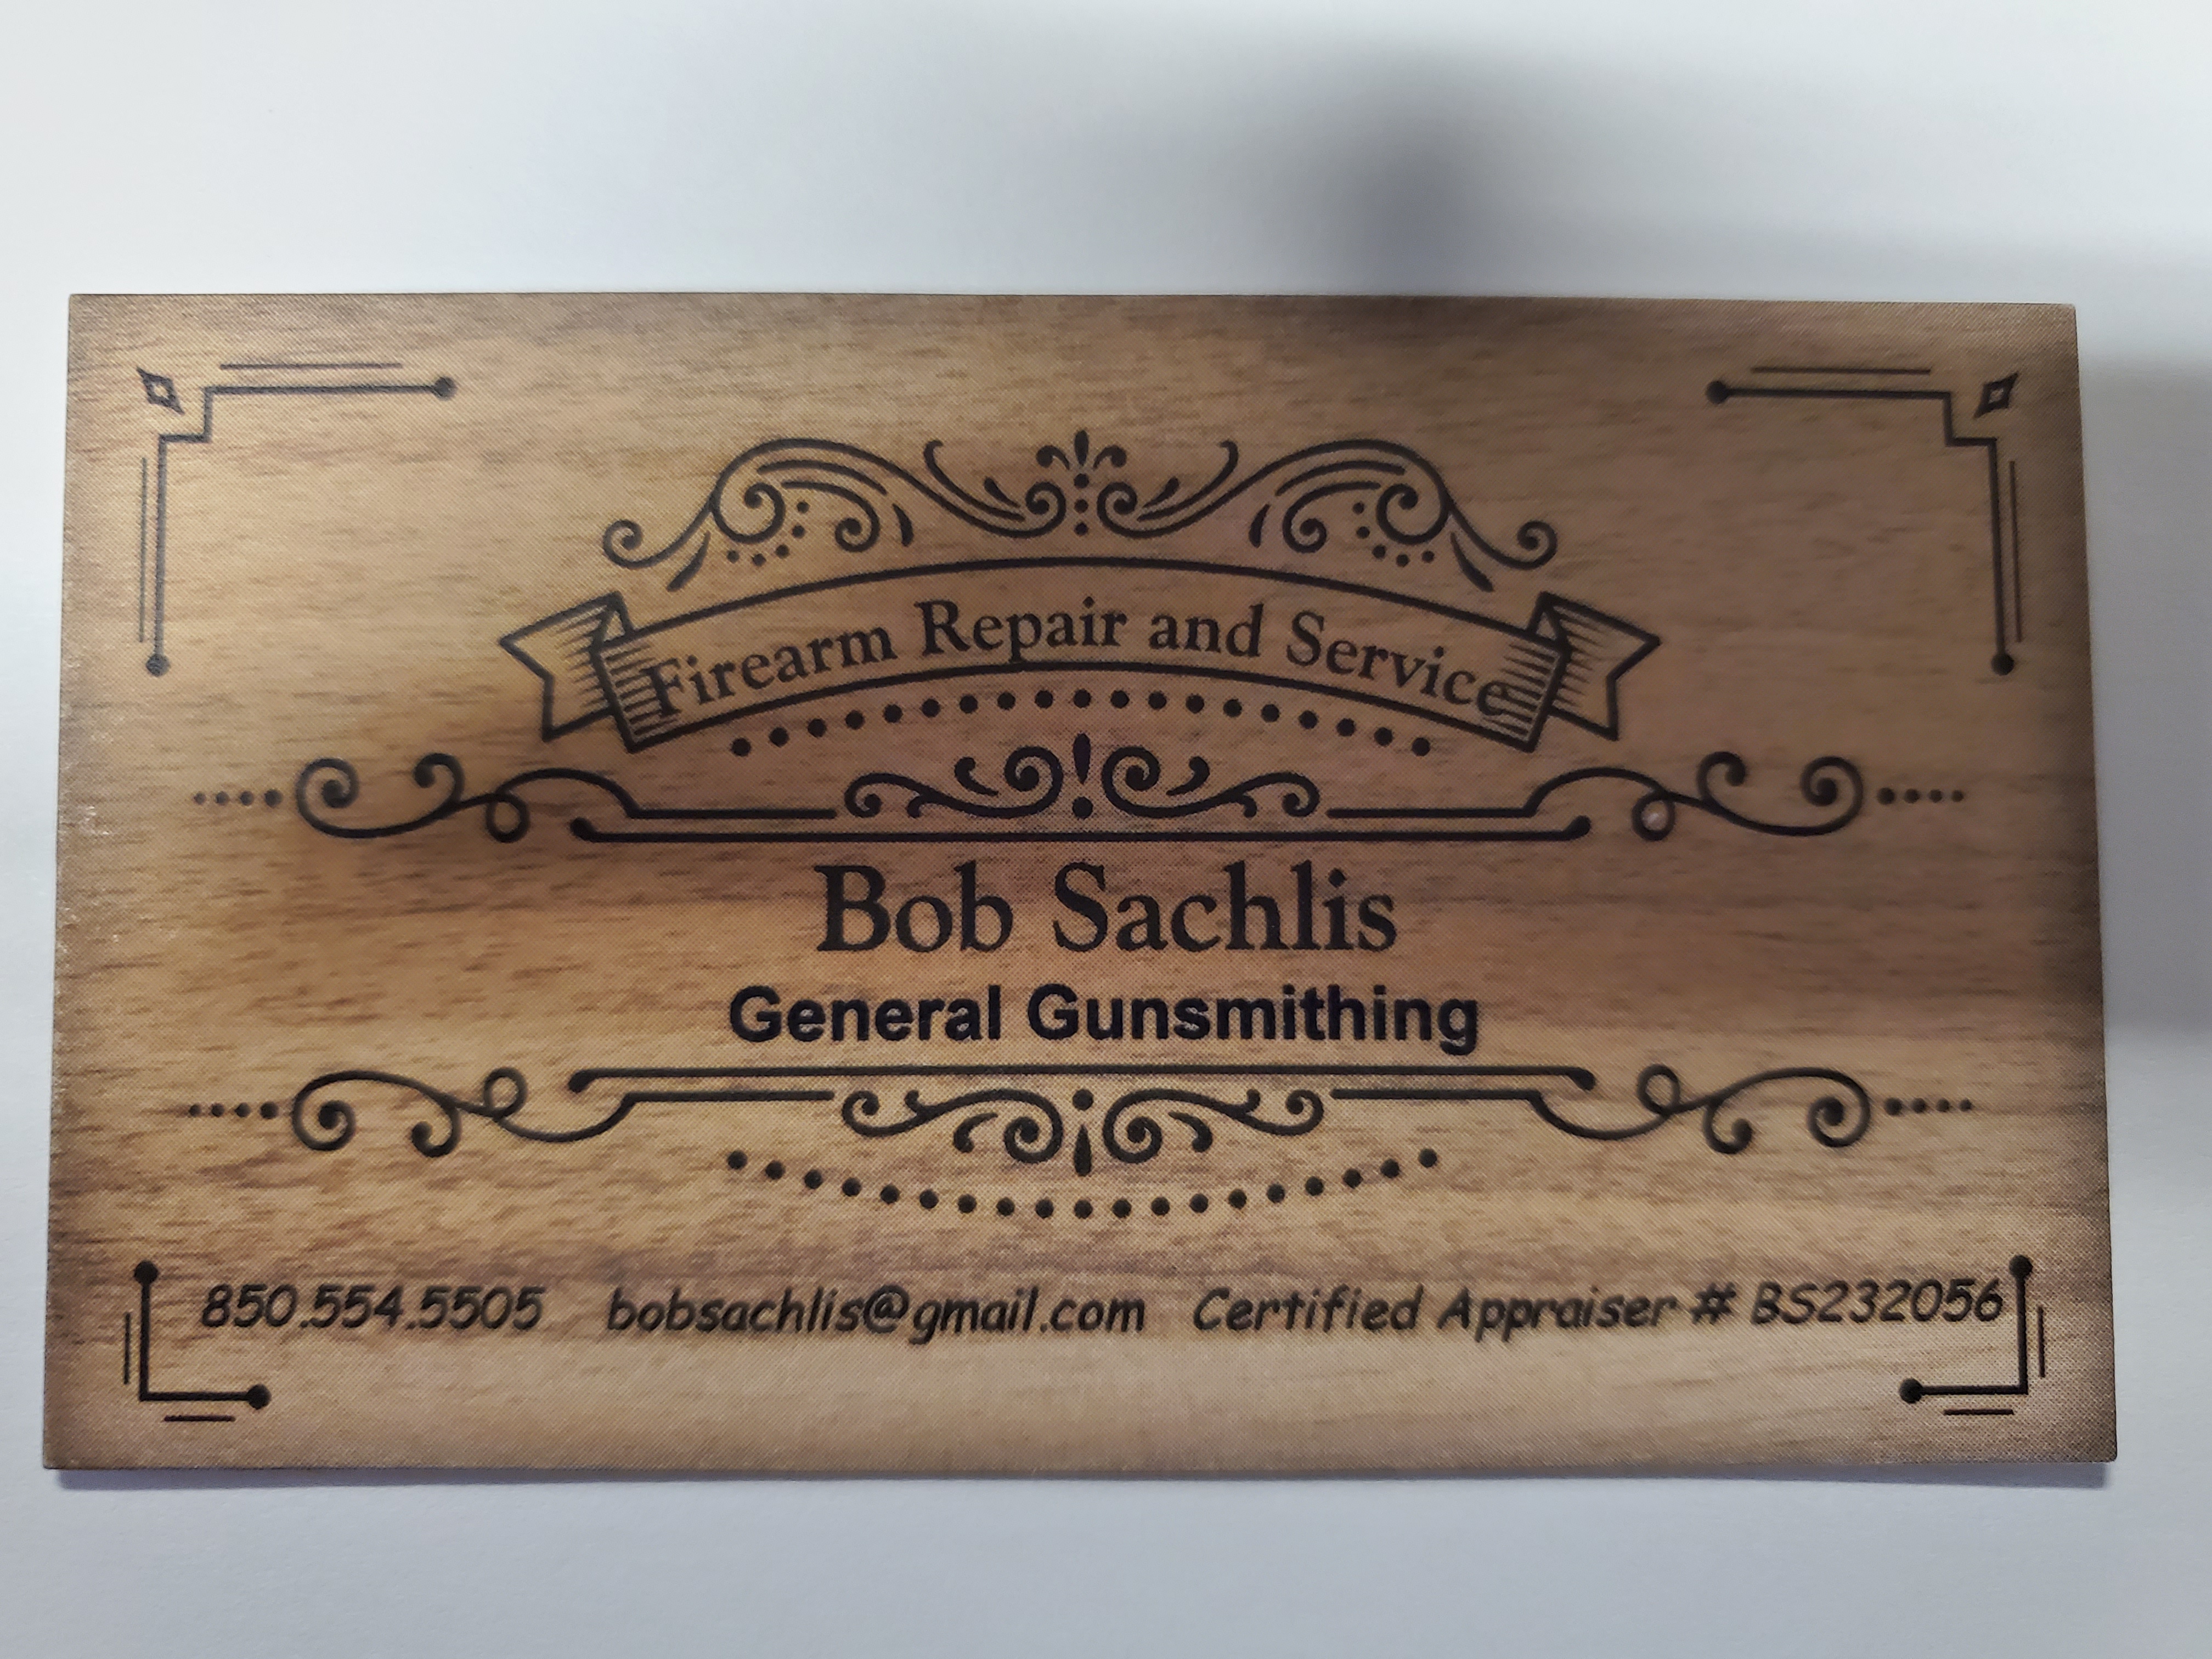 Firearm Repair and Service
Bob Sachlis
General Gunsmithing
850.554.5505 bobsachlis@gmail.com Certified Appraiser # BS232056